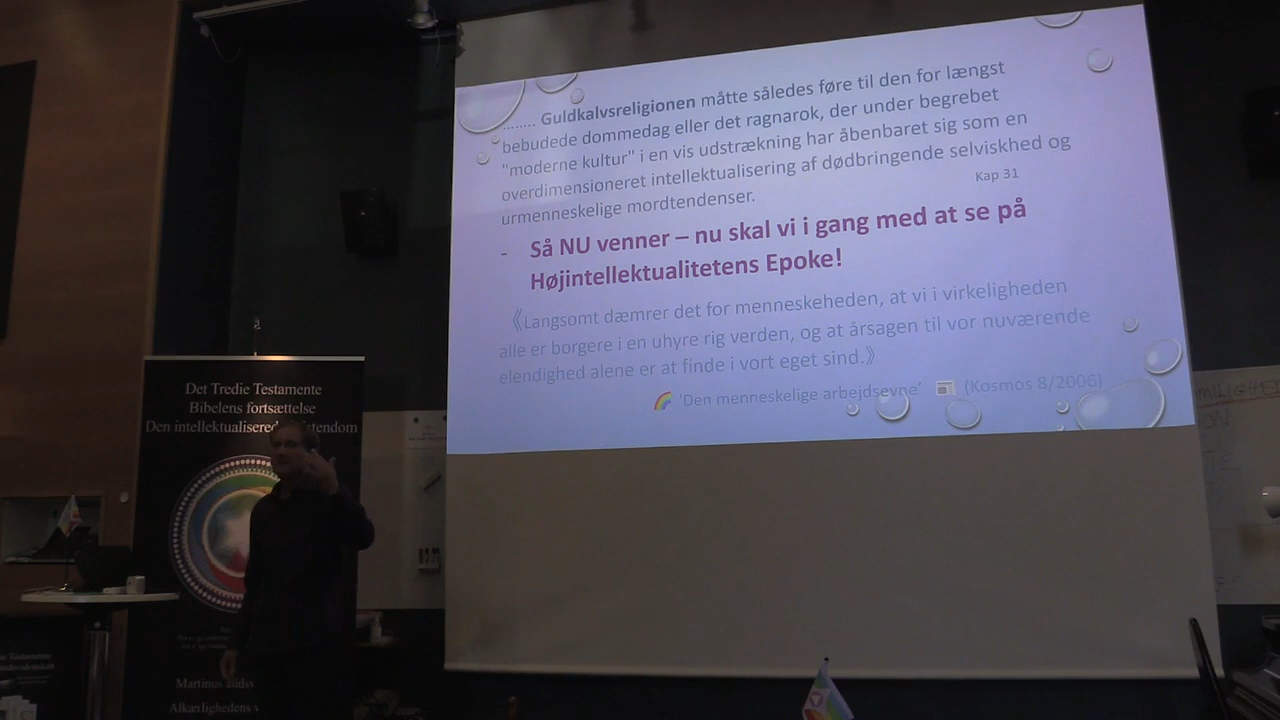 ........ Guldkalvsreligionen måtte således føre til den for længst
bebudede dommedag eller det ragnarok, der under begrebet
"moderne kultur" i en vis udstrækning har åbenbaret sig som en
overdimensioneret intellektualisering af dødbringende selviskhed og
urmenneskelige mordtendenser.
Kap 31
- Så NU venner – nu skal vi i gang med at se på
Højintellektualitetens Epoke!
《Langsomt dæmrer det for menneskeheden, at vi i virkeligheden
alle er borgere i en uhyre rig verden, og at årsagen til vor nuværende
elendighed alene er at finde i vort eget sind.》
'Den menneskelige arbejdsevne' (Kosmos 8/2006)
Det Tredie Testamente
Bibelens fortsættelse
Den intellektualiserede
Martinus